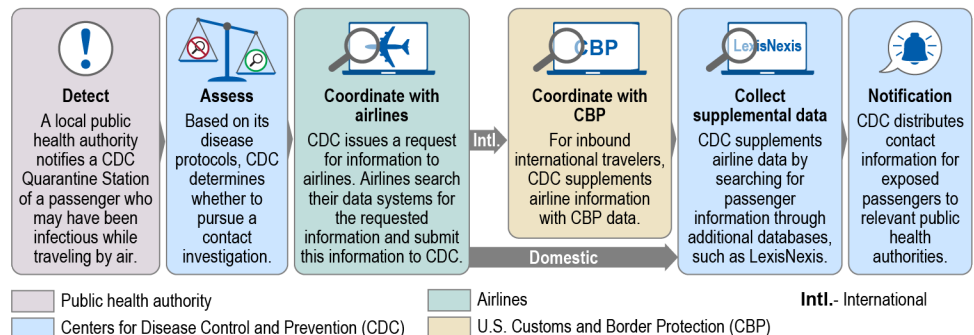 Detect
A local public
health authority
notifies a CDC
Quarantine Station
of a passenger who
may have been
infectious while
traveling by air.
Assess
Based on its
disease
protocols, CDC
determines
whether to
pursue a
contact
investigation.
Coordinate with
airlines
CDC issues a request
for information to
airlines. Airlines search
their data systems for
the requested
information and submit
this information to CDC.
Intl.
CBP
Coordinate with
CBP
For inbound
international travelers,
CDC supplements
airline information
with CBP data.
Domestic
LexisNexis
Collect
supplemental data
CDC supplements
airline data by
searching for
passenger
information through
additional databases,
such as LexisNexis.
Notification
CDC distributes
contact
information for
exposed
passengers to
relevant public
health
authorities.
Public health authority
Airlines
Intl.- International
Centers for Disease Control and Prevention (CDC)
U.S. Customs and Border Protection (CBP)